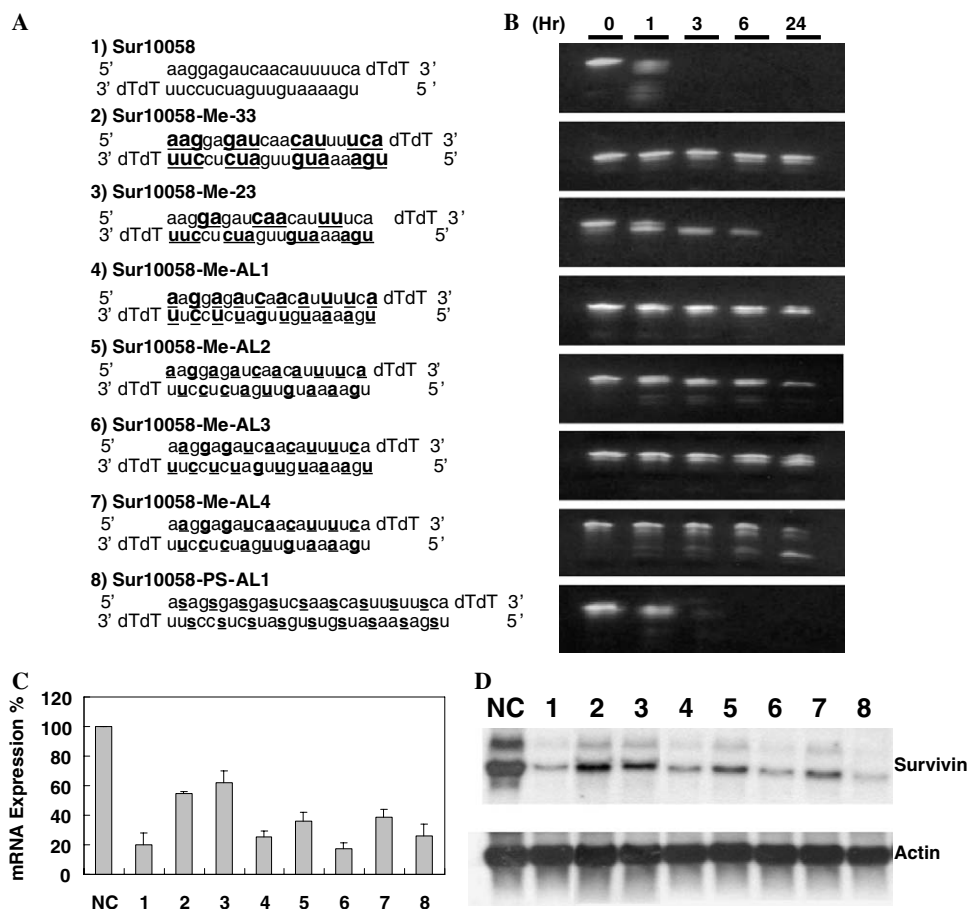 A
1) Sur10058
5' aaggagaucaacauuuuca dTdT 3'
3' dTdT uuccucuaguuguaaaagu 5 '
2) Sur10058-Me-33
5' aaggagaucaacauuuuca dTdT 3'
3' dTdT uuccucuaguuguaaaagu 5'
3) Sur10058-Me-23
5' aaggagaucaacauuuuca dTdT 3'
3' dTdT uuccucuaguuguaaaagu 5'
4) Sur10058-Me-AL1
5' aaggagaucaacauuuuca dTdT 3'
3' dTdT uuccucuaguuguaaaagu 5'
5) Sur10058-Me-AL2
5' aaggagaucaacauuuuca dTdT 3'
3' dTdT uuccucuaguuguaaaagu 5'
6) Sur10058-Me-AL3
5' aaggagaucaacauuuuca dTdT 3'
3' dTdT uuccucuaguuguaaaagu 5'
7) Sur10058-Me-AL4
5' aaggagaucaacauuuuca dTdT 3'
3' dTdT uuccucuaguuguaaaagu 5'
8) Sur10058-PS-AL1
5' asagsgasgasucsaascasuusuusca dTdT 3'
3' dTdT uusccsucsuasgusugsuasaasagsu 5'
B (Hr) 0 1 3 6 24
C
mRNA Expression %
120
100
80
60
40
20
0
NC 1 2 3 4 5 6 7 8
D
NC 1 2 3 4 5 6 7 8
Survivin
Actin